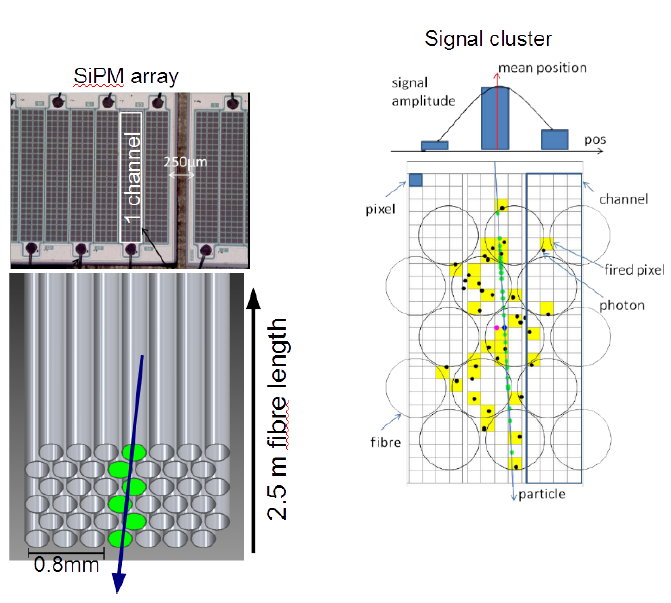 Signal cluster
SiPM array
mean position
signal
amplitude
pos
1 channel
250µm
pixel
channel
fired pixel
photon
fibre
particle
2.5 m fibre length
0.8mm